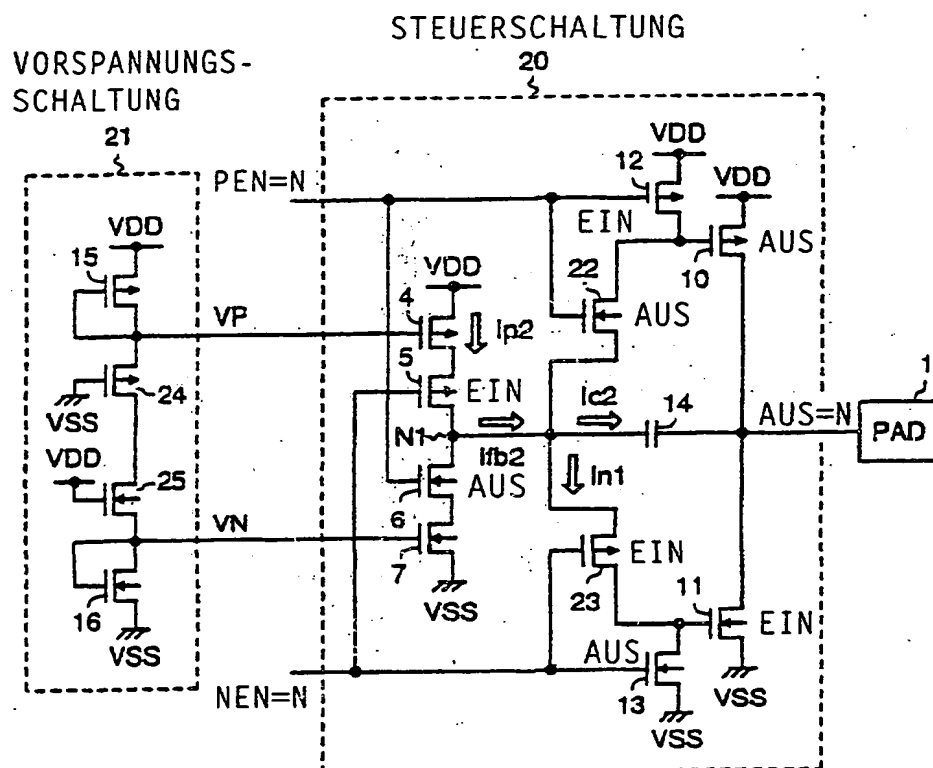 STEUERSCHALTUNG
20
VORSPANNUNGS-
SCHALTUNG
21
VDD
12
PEN=N
VDD
EIN
AUS
10
VDD
15
VP
22
AUS
VDD
4
Ip2
5
EIN
24
VSS
Ic2
14
AUS=N
1
PAD
N1
Ifb2
In1
VDD
25
6
AUS
VN
7
EIN
23
11
EIN
VSS
16
VSS
AUS
13
VSS
NEN=N
VSS